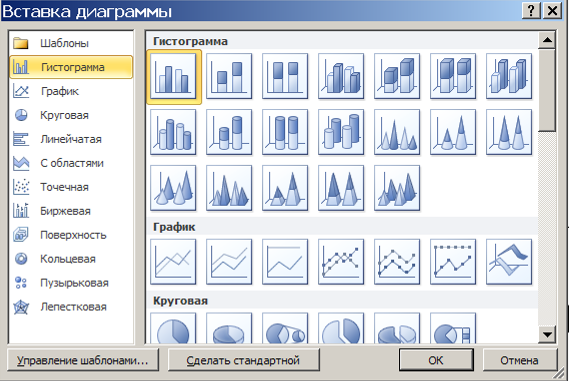 Вставка диаграммы
Шаблоны
Гистограмма
График
Круговая
Линейчатая
С областями
Точечная
Биржевая
Поверхность
Кольцевая
Пузырьковая
Лепестковая
Гистограмма
График
Круговая
Управление шаблонами...
Сделать стандартной
ОК
Отмена